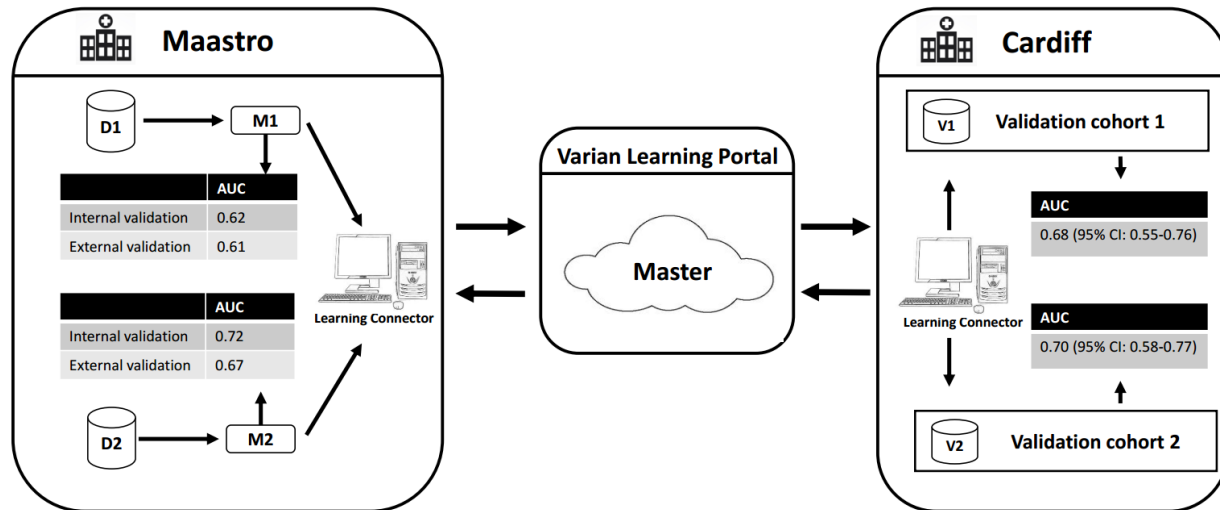 Maastro
D1
M1
AUC
Internal validation 0.62
External validation 0.61
AUC
Internal validation 0.72
External validation 0.67
D2
M2
Learning Connector
Varian Learning Portal
Master
Cardiff
V1
Validation cohort 1
AUC
0.68 (95% CI: 0.55-0.76)
Learning Connector
AUC
0.70 (95% CI: 0.58-0.77)
V2
Validation cohort 2